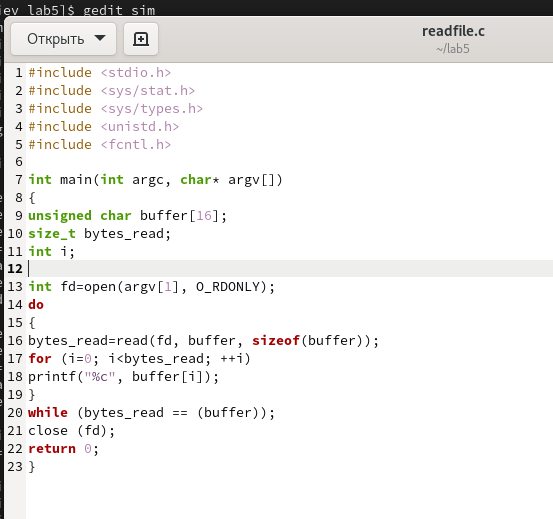 iev lab5]$ gedit sim
Открыть
readfile.c
~/lab5
1 #include <stdio.h>
2 #include <sys/stat.h>
3 #include <sys/types.h>
4 #include <unistd.h>
5 #include <fcntl.h>
6
7 int main(int argc, char* argv[])
8 {
9 unsigned char buffer[16];
10 size_t bytes_read;
11 int i;
12
13 int fd=open(argv[1], O_RDONLY);
14 do
15 {
16 bytes_read=read(fd, buffer, sizeof(buffer));
17 for (i=0; i<bytes_read; ++i)
18 printf("%c", buffer[i]);
19 }
20 while (bytes_read == (buffer));
21 close (fd);
22 return 0;
23 }